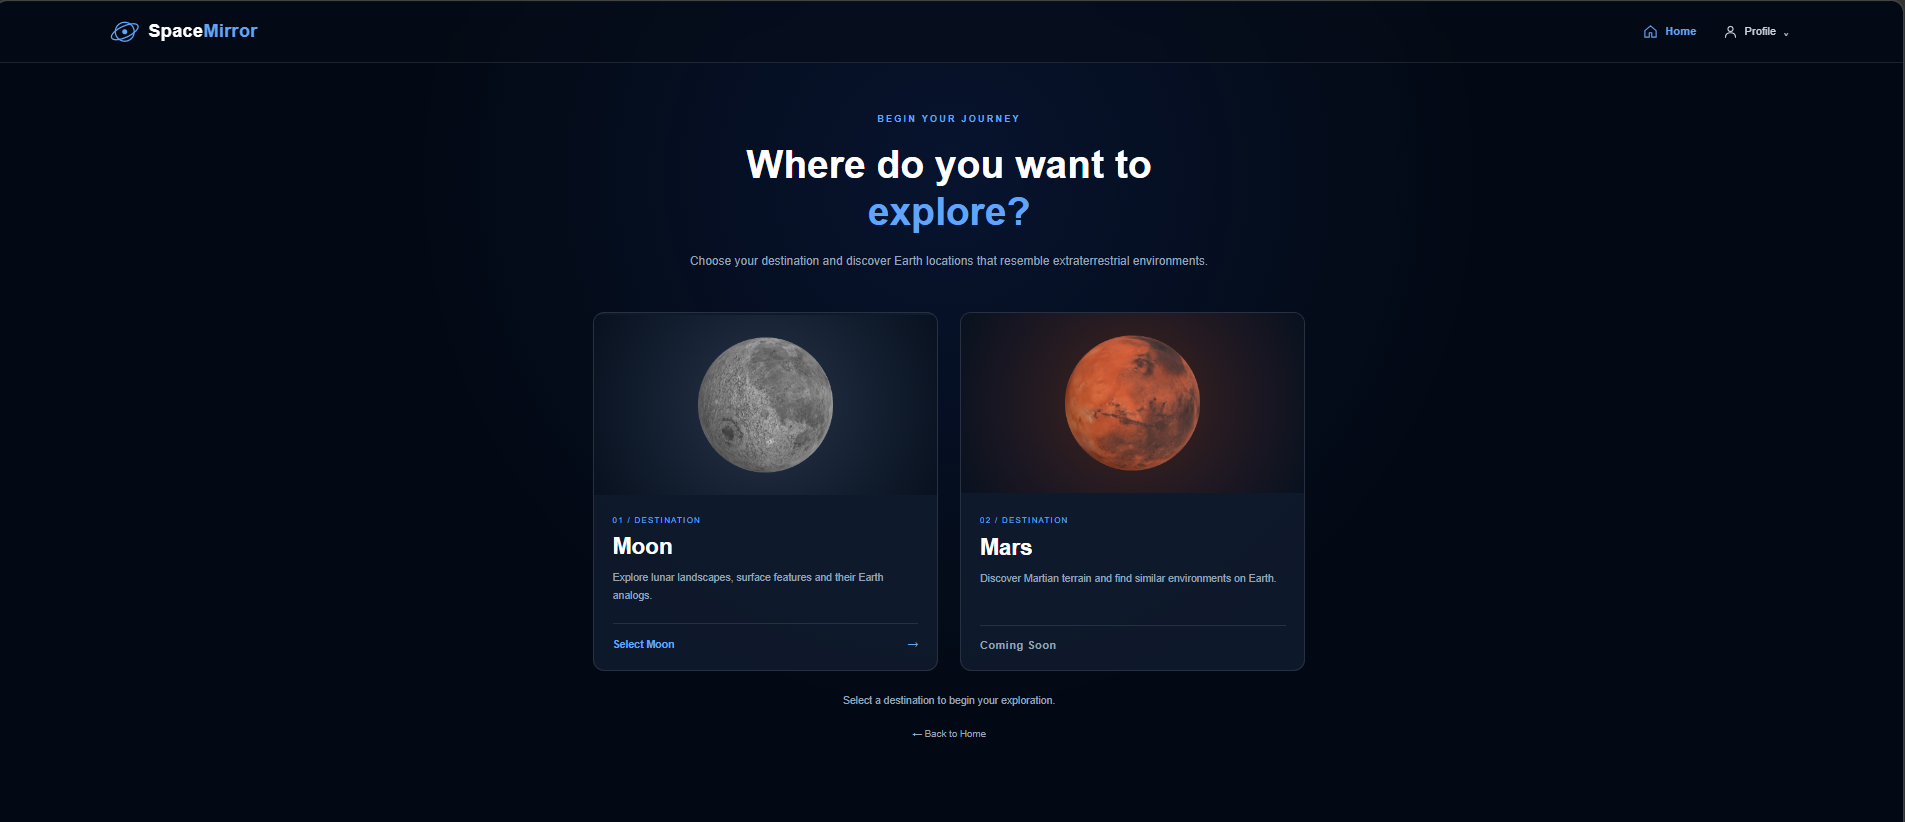 SpaceMirror
Home
Profile
BEGIN YOUR JOURNEY
Where do you want to
explore?
Choose your destination and discover Earth locations that resemble extraterrestrial environments.
01 / DESTINATION
Moon
Explore lunar landscapes, surface features and their Earth
analogs.
Select Moon →
02 / DESTINATION
Mars
Discover Martian terrain and find similar environments on Earth.
Coming Soon
Select a destination to begin your exploration.
← Back to Home